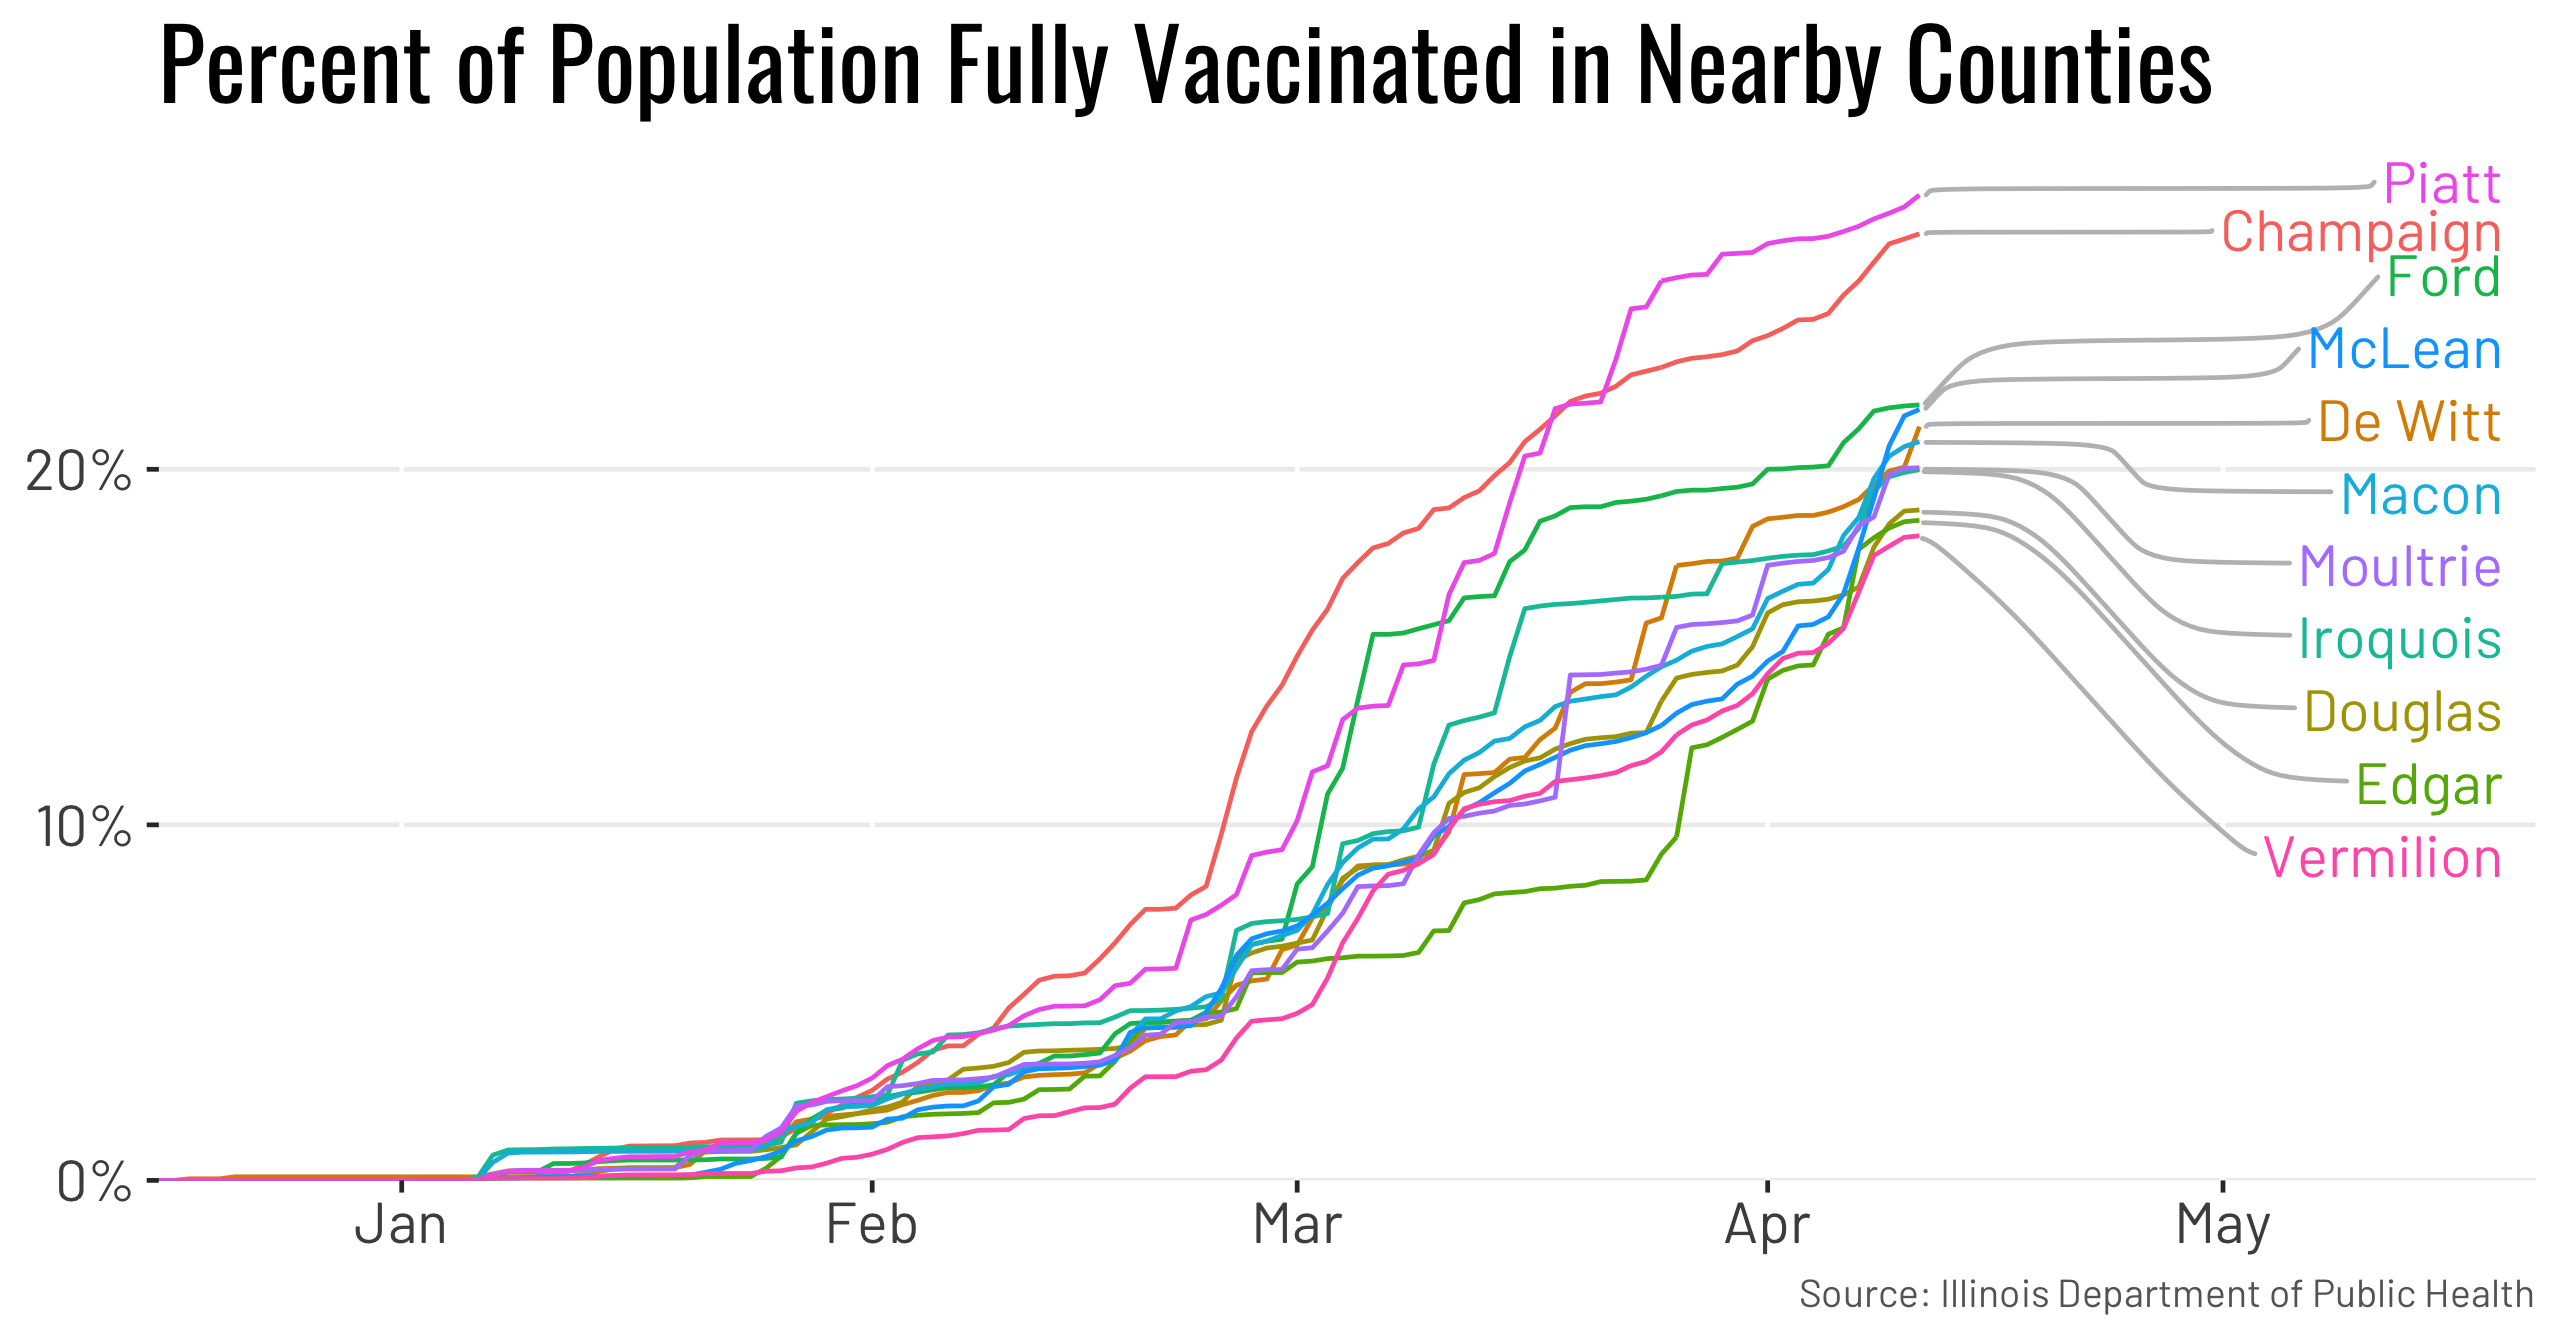 Percent of Population Fully Vaccinated in Nearby Counties
Piatt
Champaign
Ford
McLean
De Witt
20%
Macon
Moultrie
Iroquois
Douglas
Edgar
10%
Vermilion
0%
Jan Feb Mar Apr May
Source: Illinois Department of Public Health